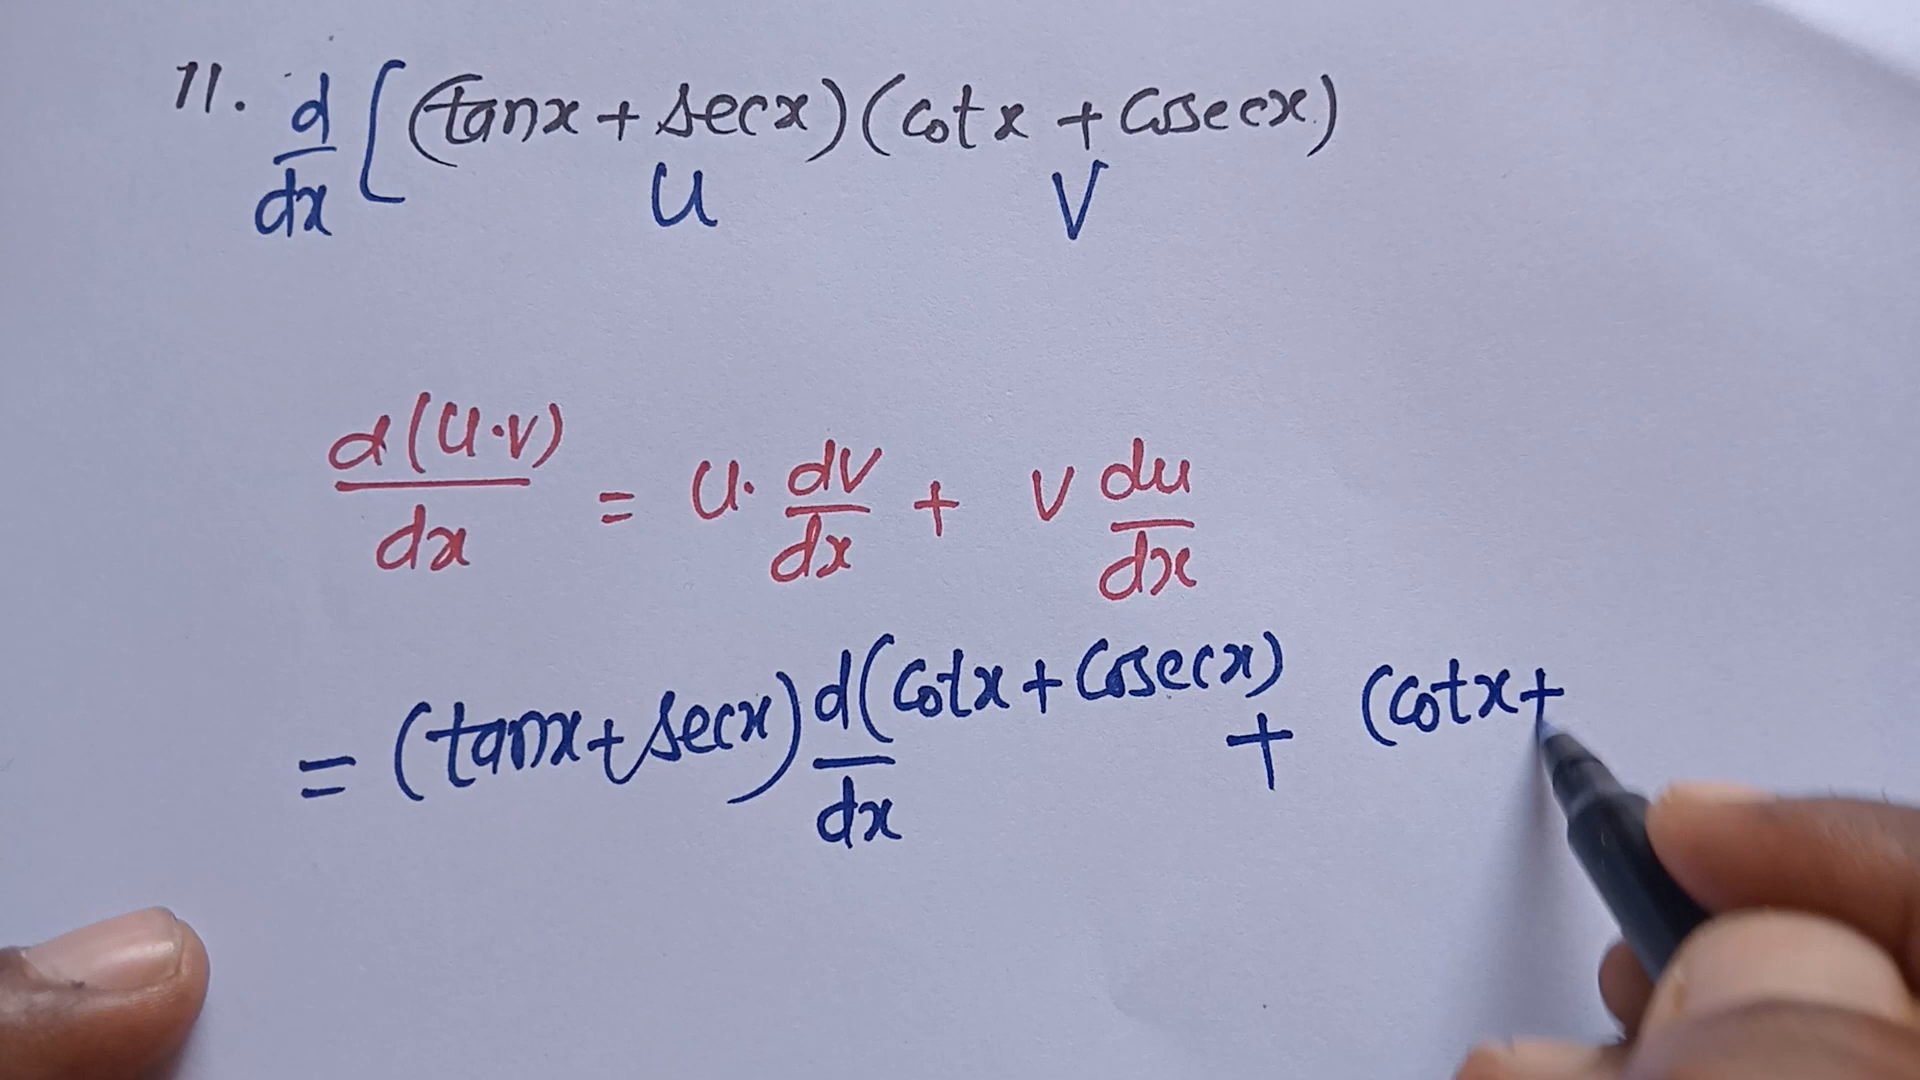 11. d/dx [(tanx + secx)(cotx + cosecx)
U V
d(U·V)/dx = U· dV/dx + V du/dx
= (tanx + secx) d(cotx + cosecx)/dx + (cotx +